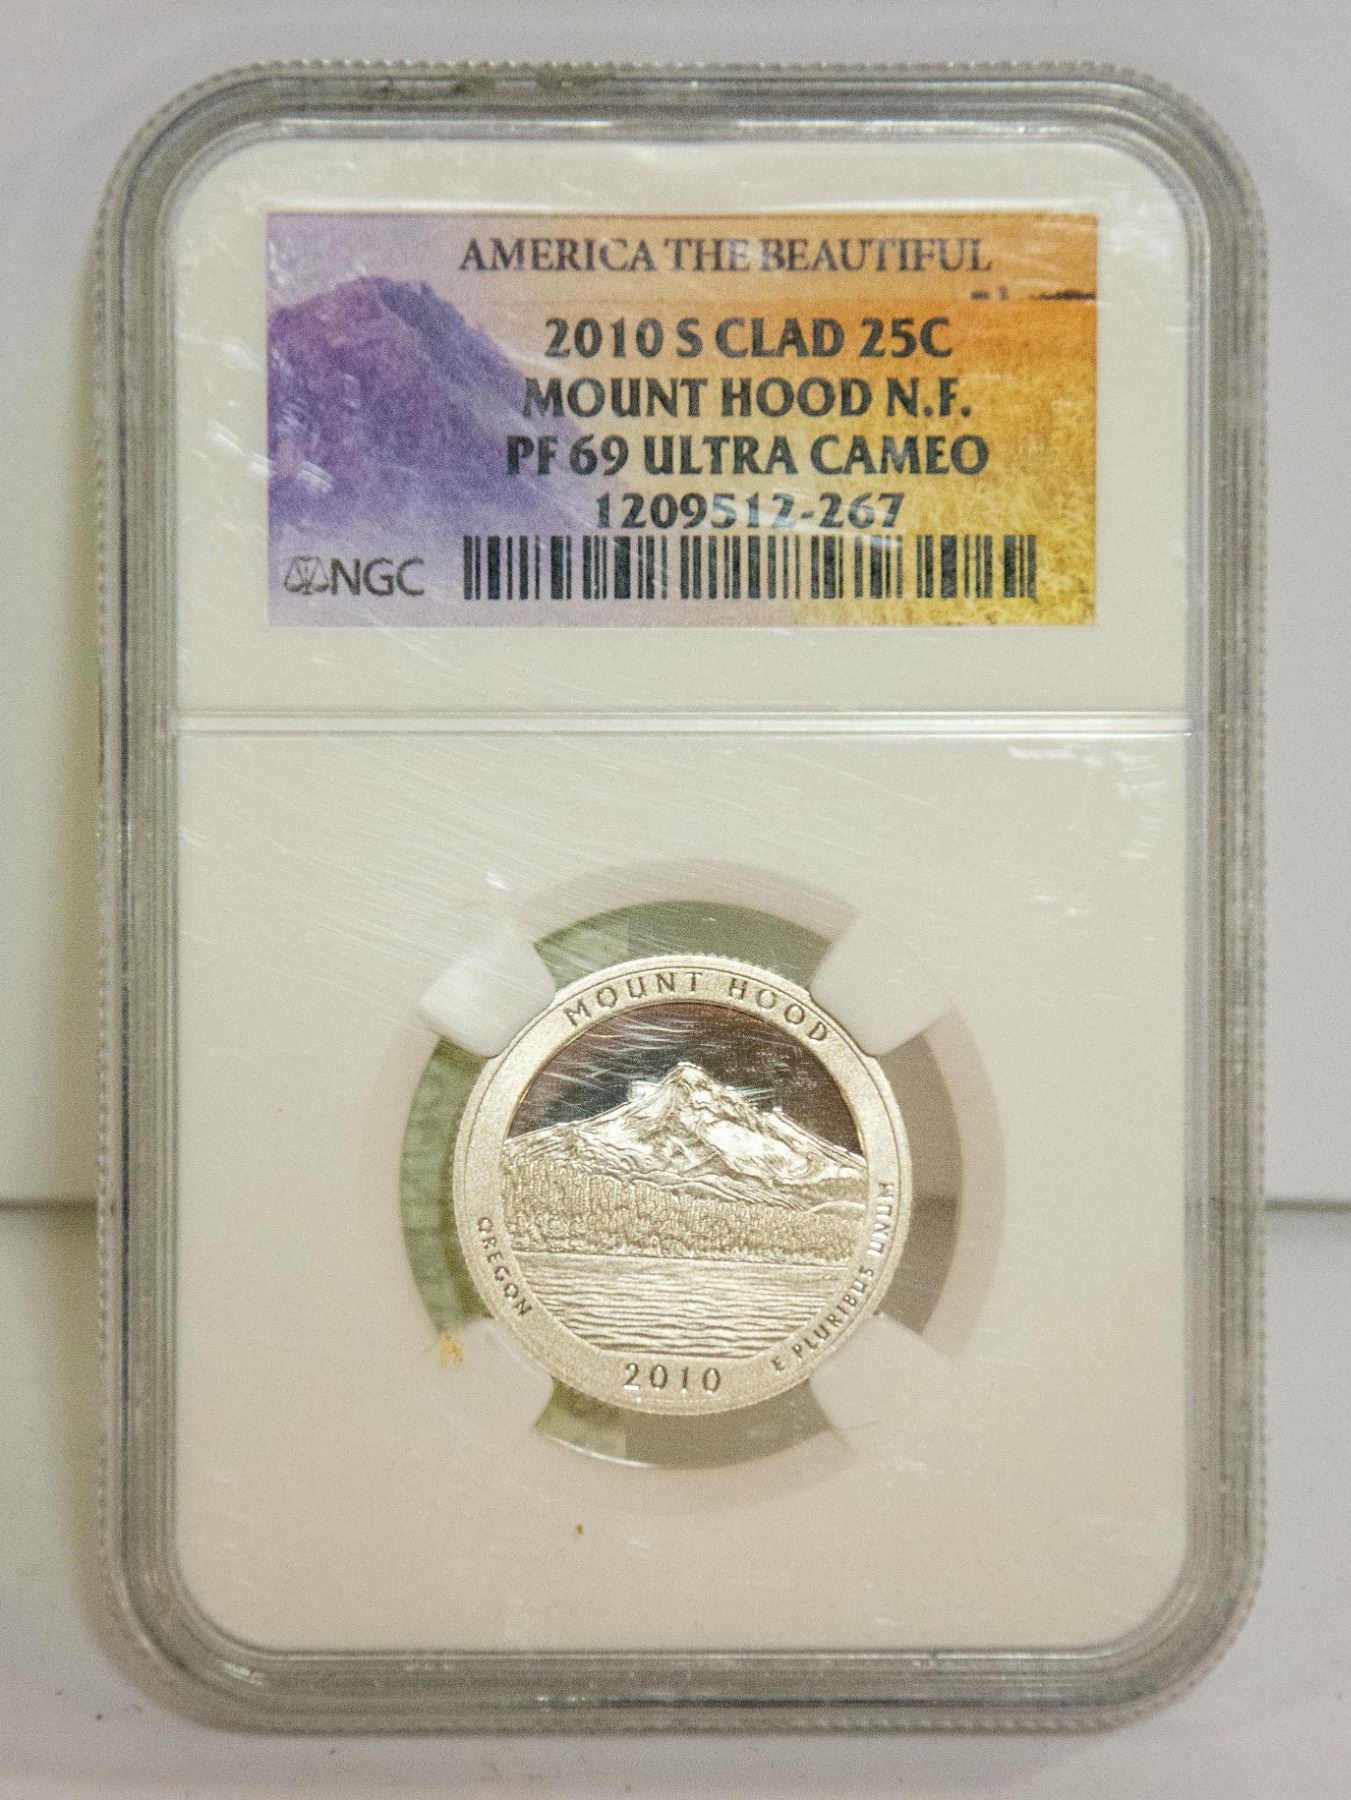 AMERICA THE BEAUTIFUL
2010 S CLAD 25C
MOUNT HOOD N.F.
PF 69 ULTRA CAMEO
1209512-267
NGC
MOUNT HOOD
OREGON
E PLURIBUS UNUM
2010